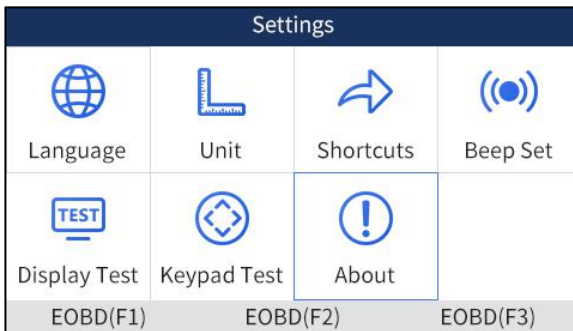 Settings
Language Unit Shortcuts Beep Set
TEST
Display Test Keypad Test About
EOBD(F1) EOBD(F2) EOBD(F3)